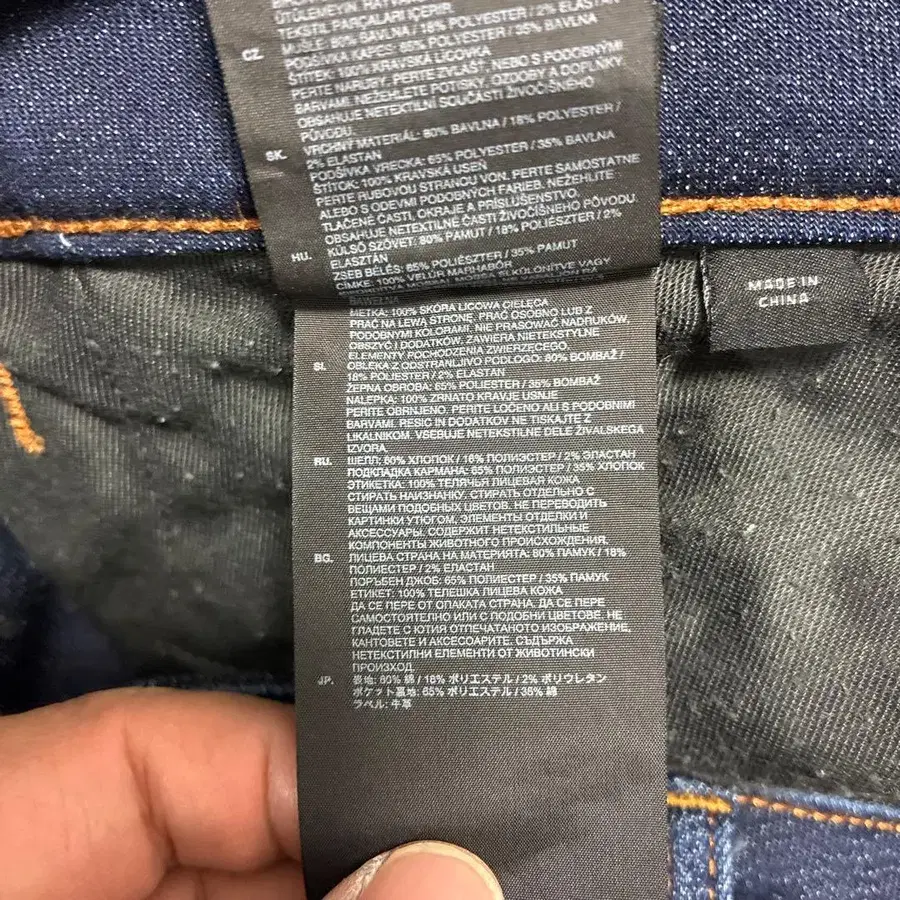 ÜTÜLEMEYİN.
TEKSTİL PARÇALARI İÇERİR.
CZ MUŠLE: 80% BAVLNA / 18% POLYESTER / 2% ELASTAN
PODŠÍVKA KAPES: 65% POLYESTER / 35% BAVLNA
ŠTÍTEK: 100% KRAVSKÁ LÍCOVKA
PERTE NARUBY. PERTE ZVLÁŠŤ, NEBO S PODOBNÝMI
BARVAMI. NEŽEHLETE POTISKY, OZDOBY A DOPLŇKY.
OBSAHUJE NETEXTILNÍ SOUČÁSTI ŽIVOČIŠNÉHO
PŮVODU.
SK. VRCHNÝ MATERIÁL: 80% BAVLNA / 18% POLYESTER /
2% ELASTAN
PODŠÍVKA VRECKA: 65% POLYESTER / 35% BAVLNA
ŠTÍTOK: 100% KRAVSKÁ USEŇ
PERTE RUBOVOU STRANOU VON. PERTE SAMOSTATNE
ALEBO S ODEVMI PODOBNÝCH FARIEB. NEŽEHLITE
TLAČENÉ ČASTI, OKRAJE A PRÍSLUŠENSTVO.
OBSAHUJE NETEXTILNÉ ČASTI ŽIVOČÍŠNEHO PÔVODU.
HU. KÜLSŐ SZÖVET: 80% PAMUT / 18% POLIÉSZTER / 2%
ELASZTÁN
ZSEB BÉLÉS: 65% POLIÉSZTER / 35% PAMUT
CÍMKE: 100% VELÚR MARHABŐR
BAWEŁNA
METKA: 100% SKÓRA LICOWA CIELĘCA
PRAĆ NA LEWĄ STRONĘ. PRAĆ OSOBNO LUB Z
PODOBNYMI KOLORAMI. NIE PRASOWAĆ NADRUKÓW,
OBSZYĆ I DODATKÓW. ZAWIERA NIETEKSTYLNE
ELEMENTY POCHODZENIA ZWIERZĘCEGO.
SL. OBLEKA Z ODSTRANLJIVO PODLOGO: 80% BOMBAŽ /
18% POLIESTER / 2% ELASTAN
ŽEPNA OBROBA: 65% POLIESTER / 35% BOMBAŽ
NALEPKA: 100% ZRNATO KRAVJE USNJE
PERITE OBRNJENO. PERITE LOČENO ALI S PODOBNIMI
BARVAMI. RESIC IN DODATKOV NE TISKAJTE Z
LIKALNIKOM. VSEBUJE NETEKSTILNE DELE ŽIVALSKEGA
IZVORA.
RU. ШЕЛЛ: 80% ХЛОПОК / 18% ПОЛИЭСТЕР / 2% ЭЛАСТАН
ПОДКЛАДКА КАРМАНА: 65% ПОЛИЭСТЕР / 35% ХЛОПОК
ЭТИКЕТКА: 100% ТЕЛЯЧЬЯ ЛИЦЕВАЯ КОЖА
СТИРАТЬ НАИЗНАНКУ. СТИРАТЬ ОТДЕЛЬНО С
ВЕЩАМИ ПОДОБНЫХ ЦВЕТОВ. НЕ ПЕРЕВОДИТЬ
КАРТИНКИ УТЮГОМ, ЭЛЕМЕНТЫ ОТДЕЛКИ И
АКСЕССУАРЫ. СОДЕРЖИТ НЕТЕКСТИЛЬНЫЕ
КОМПОНЕНТЫ ЖИВОТНОГО ПРОИСХОЖДЕНИЯ.
BG. ЛИЦЕВА СТРАНА НА МАТЕРИЯТА: 80% ПАМУК / 18%
ПОЛИЕСТЕР / 2% ЕЛАСТАН
ПОРЪБЕН ДЖОБ: 65% ПОЛИЕСТЕР / 35% ПАМУК
ЕТИКЕТ: 100% ТЕЛЕШКА ЛИЦЕВА КОЖА
ДА СЕ ПЕРЕ ОТ ОПАКАТА СТРАНА. ДА СЕ ПЕРЕ
САМОСТОЯТЕЛНО ИЛИ С ПОДОБНИ ЦВЕТОВЕ. НЕ
ГЛАДЕТЕ С ЮТИЯ ОТПЕЧАТАНОТО ИЗОБРАЖЕНИЕ,
КАНТОВЕТЕ И АКСЕСОАРИТЕ. СЪДЪРЖА
НЕТЕКСТИЛНИ ЕЛЕМЕНТИ ОТ ЖИВОТИНСКИ
ПРОИЗХОД.
JP. 表地: 80% 綿 / 18% ポリエステル / 2% ポリウレタン
ポケット裏地: 65% ポリエステル / 35% 綿
ラベル: 牛革
MADE IN
CHINA